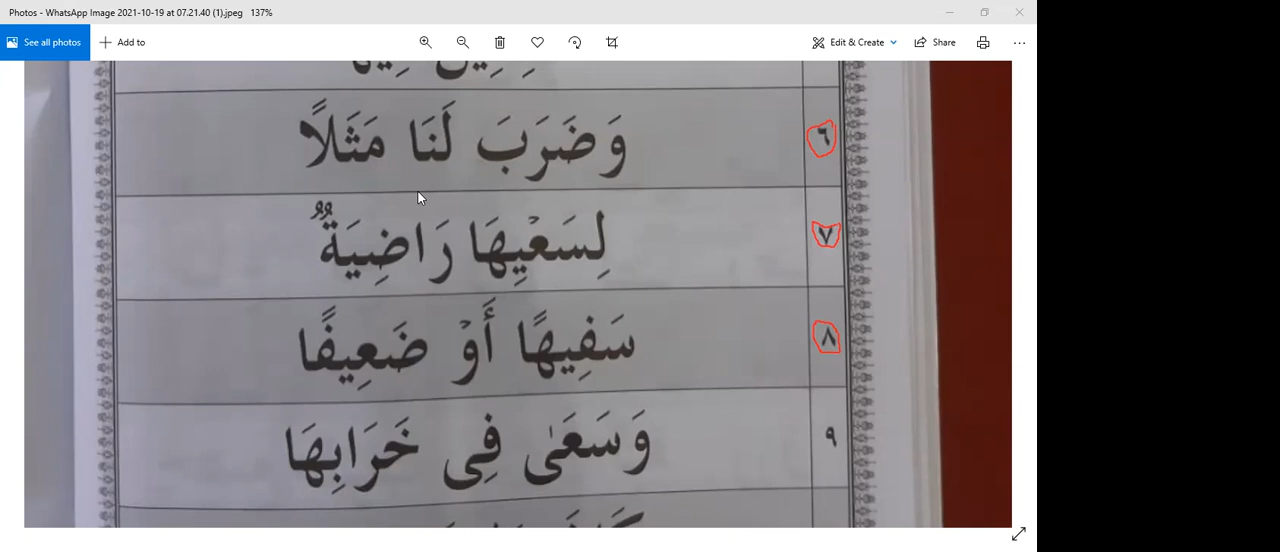 Photos - WhatsApp Image 2021-10-19 at 07.21.40 (1).jpeg 137%
See all photos Add to Edit & Create Share
٦ وَضَرَبَ لَنَا مَثَلًا
٧ لِسَعْيِهَا رَاضِيَةٌ
٨ سَفِيهًا أَوْ ضَعِيفًا
٩ وَسَعَىٰ فِى خَرَابِهَا